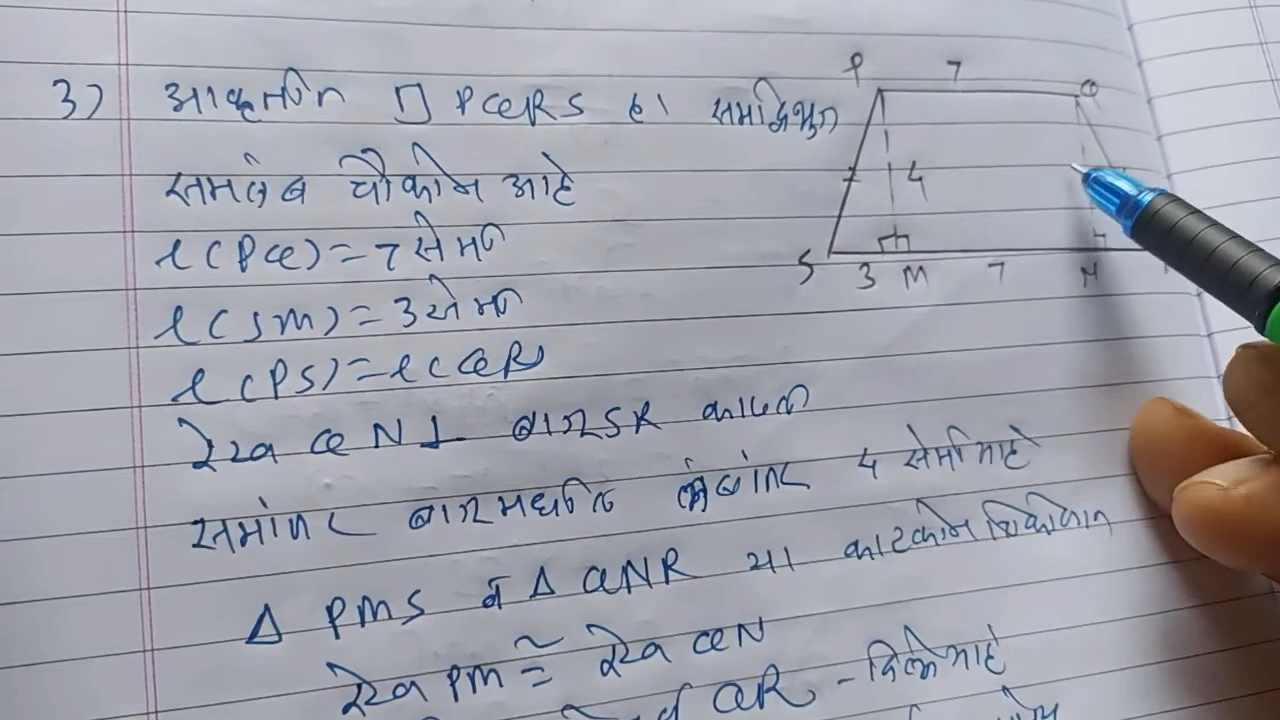 3) आकृतीत □ PQRS हा समद्विभुज
समलंब चौकोन आहे
l(PQ) = 7 सेमी
l(SM) = 3 सेमी
l(PS) = l(QR)
रेख QN ⊥ बाजू SR काढली
समांतर बाजूमधील लंबांतर 4 सेमी आहे
Δ PMS व Δ QNR या काटकोन त्रिकोणात
रेख PM ≅ रेख QN
QR - दिले आहे
P 7 Q
4
S 3 M 7 N